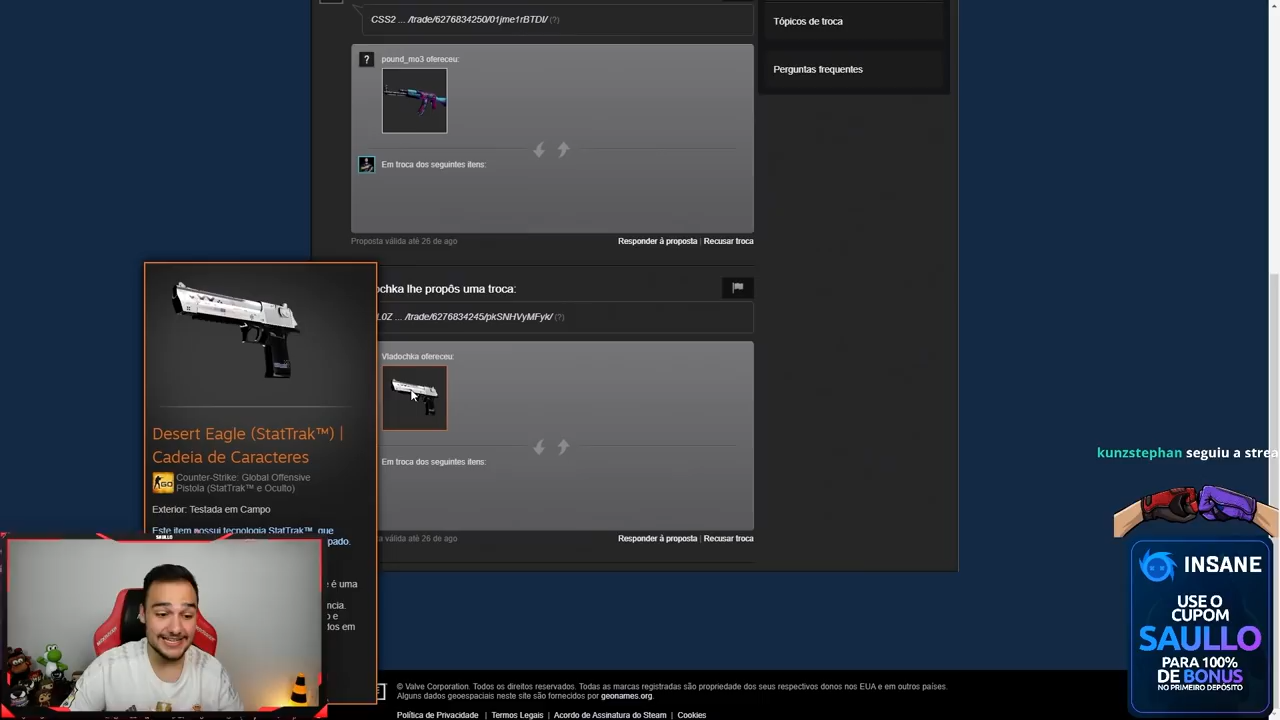 CSS2 ... /trade/6276834250/01jme1rBTDI/ (?)
Tópicos de troca
Perguntas frequentes
pound_mo3 ofereceu:
Em troca dos seguintes itens:
Proposta válida até 26 de ago
Responder à proposta | Recusar troca
ochka lhe propôs uma troca:
.0Z ... /trade/6276834245/pkSNHVyMFyk/ (?)
Vladochka ofereceu:
Em troca dos seguintes itens:
a válida até 26 de ago
Responder à proposta | Recusar troca
Desert Eagle (StatTrak™) |
Cadeia de Caracteres
GO
Counter-Strike: Global Offensive
Pistola (StatTrak™ e Oculto)
Exterior: Testada em Campo
Este item possui tecnologia StatTrak™, que
pado.
e é uma
ncia.
o e
dos em
SAULLO
kunzstephan seguiu a strea
INSANE
USE O
CUPOM
SAULLO
PARA 100%
DE BONUS
NO PRIMEIRO DEPÓSITO
© Valve Corporation. Todos os direitos reservados. Todas as marcas registradas são propriedade dos seus respectivos donos nos EUA e em outros países.
Alguns dados geoespaciais neste site são fornecidos por geonames.org.
Política de Privacidade | Termos Legais | Acordo de Assinatura do Steam | Cookies